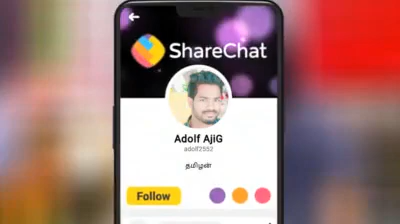 ShareChat
Adolf AjiG
adolf2552
தமிழன்
Follow